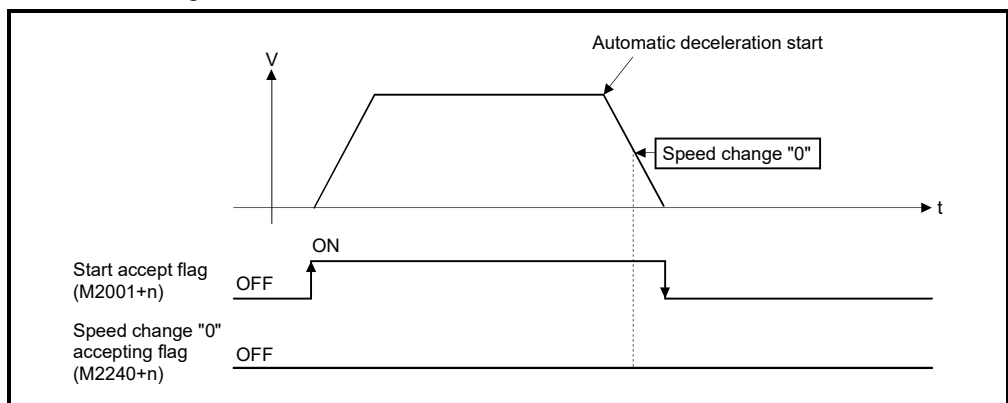 Automatic deceleration start
V
Speed change "0"
t
ON
Start accept flag
(M2001+n)
OFF
Speed change "0"
accepting flag
(M2240+n)
OFF